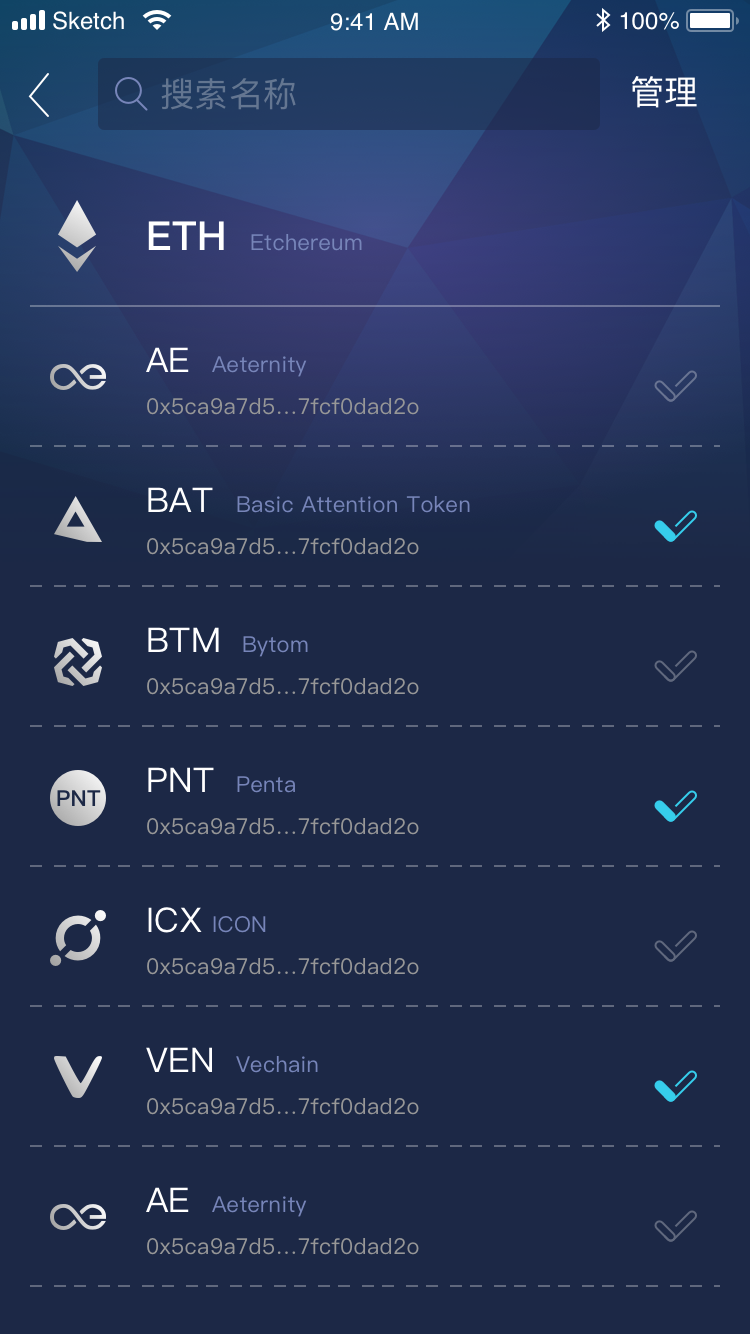 Sketch 9:41 AM 100%
搜索名称 管理
ETH Etchereum
AE Aeternity
0x5ca9a7d5...7fcf0dad2o
BAT Basic Attention Token
0x5ca9a7d5...7fcf0dad2o
BTM Bytom
0x5ca9a7d5...7fcf0dad2o
PNT PNT Penta
0x5ca9a7d5...7fcf0dad2o
ICX ICON
0x5ca9a7d5...7fcf0dad2o
VEN Vechain
0x5ca9a7d5...7fcf0dad2o
AE Aeternity
0x5ca9a7d5...7fcf0dad2o